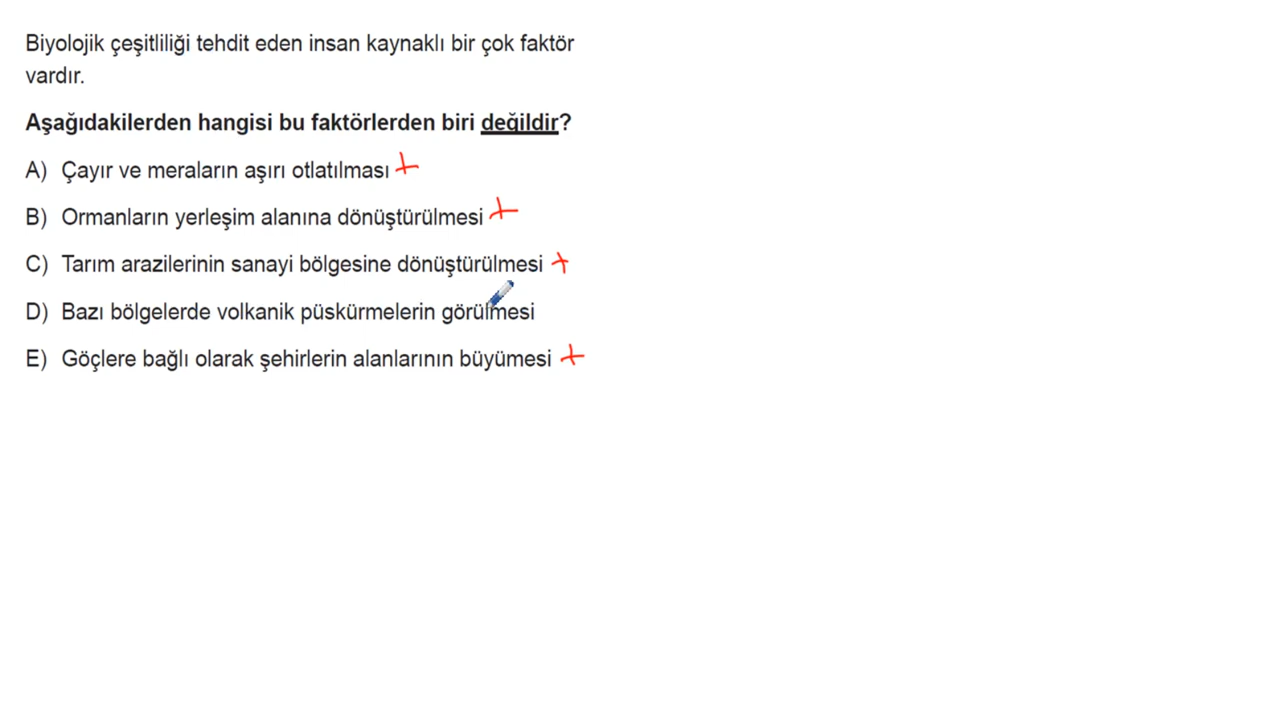 Biyolojik çeşitliliği tehdit eden insan kaynaklı bir çok faktör
vardır.
Aşağıdakilerden hangisi bu faktörlerden biri değildir?
A) Çayır ve meraların aşırı otlatılması +
B) Ormanların yerleşim alanına dönüştürülmesi +
C) Tarım arazilerinin sanayi bölgesine dönüştürülmesi +
D) Bazı bölgelerde volkanik püskürmelerin görülmesi
E) Göçlere bağlı olarak şehirlerin alanlarının büyümesi +